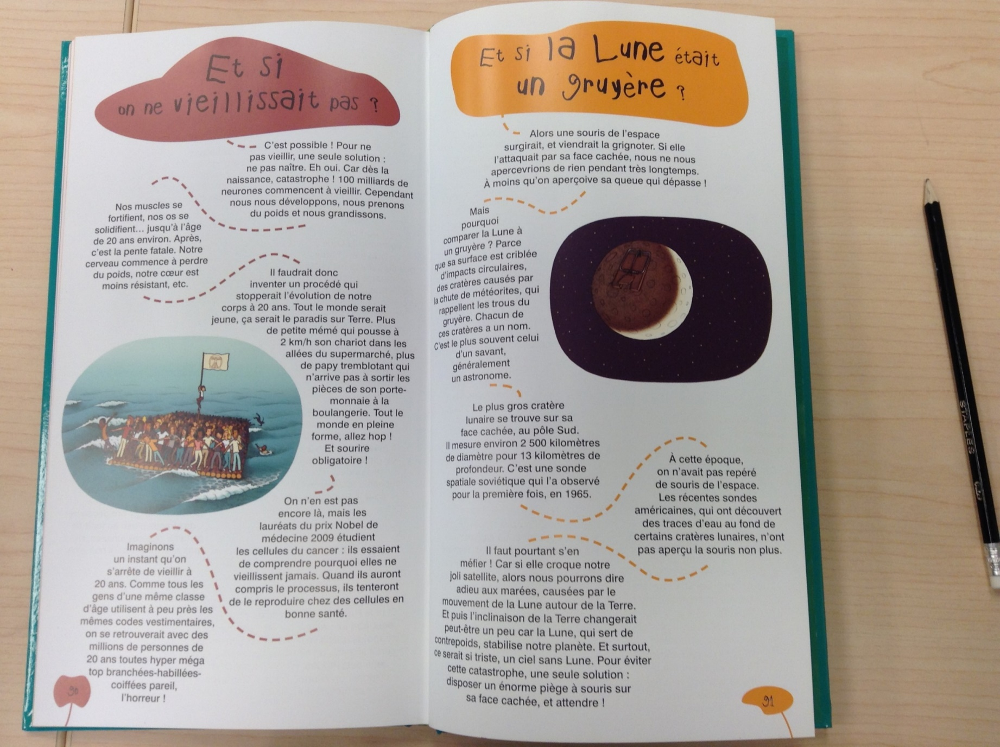 Et si
on ne vieillissait pas ?
C'est possible ! Pour ne
pas vieillir, une seule solution :
ne pas naître. Eh oui. Car dès la
naissance, catastrophe ! 100 milliards de
neurones commencent à vieillir. Cependant
nous nous développons, nous prenons
du poids et nous grandissons.
Nos muscles se
fortifient, nos os se
solidifient... jusqu'à l'âge
de 20 ans environ. Après,
c'est la pente fatale. Notre
cerveau commence à perdre
du poids, notre cœur est
moins résistant, etc.
Il faudrait donc
inventer un procédé qui
stopperait l'évolution de notre
corps à 20 ans. Tout le monde serait
jeune, ça serait le paradis sur Terre. Plus
de petite mémé qui pousse à
2 km/h son chariot dans les
allées du supermarché, plus
de papy tremblotant qui
n'arrive pas à sortir les
pièces de son porte-
monnaie à la
boulangerie. Tout le
monde en pleine
forme, allez hop !
Et sourire
obligatoire !
On n'en est pas
encore là, mais les
lauréats du prix Nobel de
médecine 2009 étudient
les cellules du cancer : ils essaient
de comprendre pourquoi elles ne
vieillissent jamais. Quand ils auront
compris le processus, ils tenteront
de le reproduire chez des cellules en
bonne santé.
Imaginons
un instant qu'on
s'arrête de vieillir à
20 ans. Comme tous les
gens d'une même classe
d'âge utilisent à peu près les
mêmes codes vestimentaires,
on se retrouverait avec des
millions de personnes de
20 ans toutes hyper méga
top branchées-habillées-
coiffées pareil,
l'horreur !
90
Et si la Lune était
un gruyère ?
Alors une souris de l'espace
surgirait, et viendrait la grignoter. Si elle
l'attaquait par sa face cachée, nous ne nous
apercevrions de rien pendant très longtemps.
À moins qu'on aperçoive sa queue qui dépasse !
Mais
pourquoi
comparer la Lune à
un gruyère ? Parce
que sa surface est criblée
d'impacts circulaires,
des cratères causés par
la chute de météorites, qui
rappellent les trous du
gruyère. Chacun de
ces cratères a un nom.
C'est le plus souvent celui
d'un savant,
généralement
un astronome.
Le plus gros cratère
lunaire se trouve sur sa
face cachée, au pôle Sud.
Il mesure environ 2 500 kilomètres
de diamètre pour 13 kilomètres de
profondeur. C'est une sonde
spatiale soviétique qui l'a observé
pour la première fois, en 1965.
À cette époque,
on n'avait pas repéré
de souris de l'espace.
Les récentes sondes
américaines, qui ont découvert
des traces d'eau au fond de
certains cratères lunaires, n'ont
pas aperçu la souris non plus.
Il faut pourtant s'en
méfier ! Car si elle croque notre
joli satellite, alors nous pourrons dire
adieu aux marées, causées par le
mouvement de la Lune autour de la Terre.
Et puis l'inclinaison de la Terre changerait
peut-être un peu car la Lune, qui sert de
contrepoids, stabilise notre planète. Et surtout,
ce serait si triste, un ciel sans Lune. Pour éviter
cette catastrophe, une seule solution :
disposer un énorme piège à souris sur
sa face cachée, et attendre !
91
STAPLES